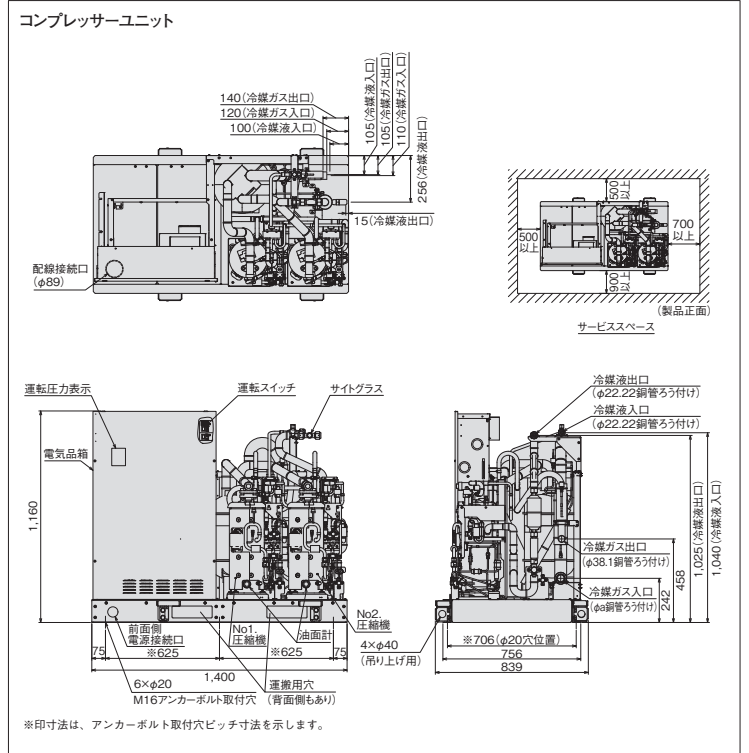 コンプレッサーユニット
140(冷媒ガス出口)
120(冷媒ガス入口)
100(冷媒液入口)
105(冷媒液入口)
105(冷媒ガス出口)
110(冷媒ガス入口)
256(冷媒液出口)
15(冷媒液出口)
配線接続口
(φ89)
500
以上
500
以上
700
以上
900
以上
(製品正面)
サービススペース
運転圧力表示
運転スイッチ
サイトグラス
電気品箱
1,160
前面側
電源接続口
No1.
圧縮機
油面計
No2.
圧縮機
75
※625
※625
75
1,400
6×φ20
M16アンカーボルト取付穴
運搬用穴
(背面側もあり)
冷媒液出口
(φ22.22銅管ろう付け)
冷媒液入口
(φ22.22銅管ろう付け)
冷媒ガス出口
(φ38.1銅管ろう付け)
冷媒ガス入口
(φa銅管ろう付け)
242
458
1,025(冷媒液出口)
1,040(冷媒液入口)
4×φ40
(吊り上げ用)
※706(φ20穴位置)
756
839
※印寸法は、アンカーボルト取付穴ピッチ寸法を示します。